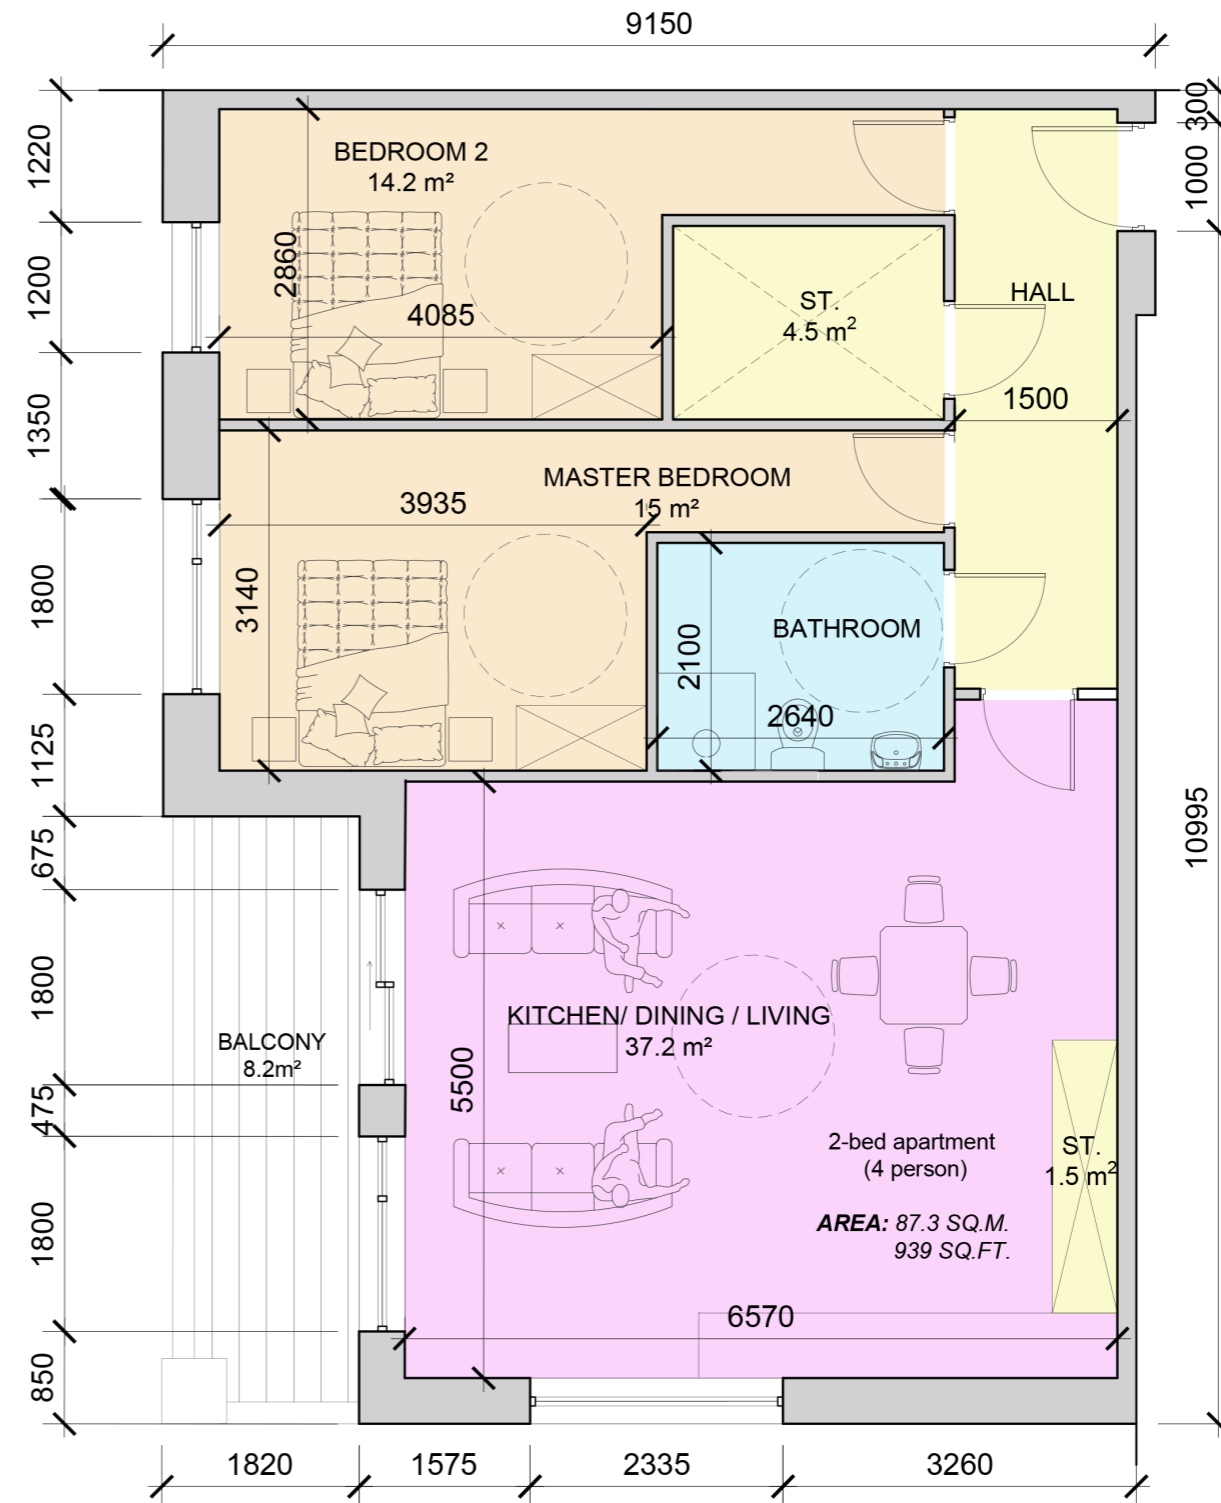 9150
300
1220
1000
BEDROOM 2
14.2 m²
2860
1200
ST.
4.5 m²
HALL
4085
1350
1500
MASTER BEDROOM
15 m²
3935
1800
3140
BATHROOM
2100
2640
1125
675
10995
1800
BALCONY
8.2m²
KITCHEN/ DINING / LIVING
37.2 m²
5500
475
2-bed apartment
(4 person)
ST.
1.5 m²
AREA: 87.3 SQ.M.
939 SQ.FT.
1800
6570
850
1820
1575
2335
3260